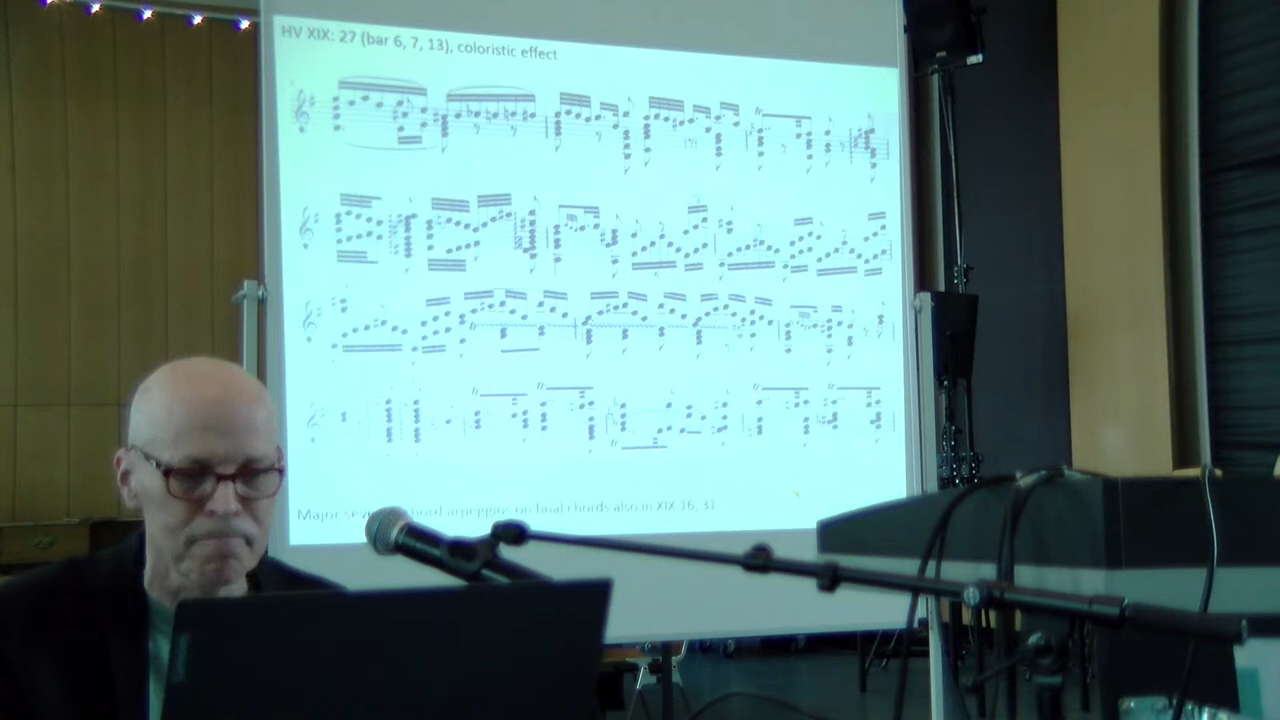 HV XIX: 27 (bar 6, 7, 13), coloristic effect
Major chord arpeggios on final chords also in XIX:16, 31